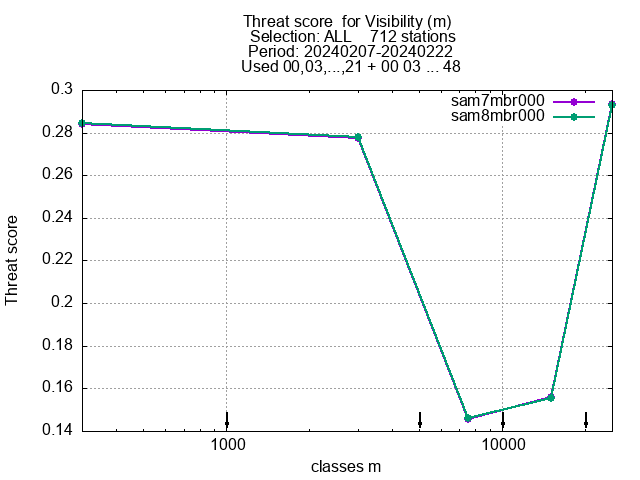 Threat score  for Visibility (m)
Selection: ALL    712 stations
Period: 20240207-20240222
Used 00,03,...,21 + 00 03 ... 48
sam7mbr000
sam8mbr000
0.3
0.28
0.26
0.24
0.22
0.2
0.18
0.16
0.14
Threat score
1000
10000
classes m